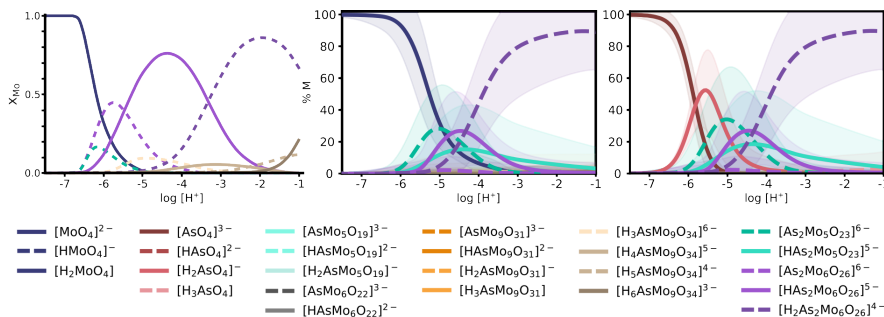 1.0
0.5
0.0
X_Mo
-7 -6 -5 -4 -3 -2 -1
log [H⁺]
100
80
60
40
20
0
% M
-7 -6 -5 -4 -3 -2 -1
log [H⁺]
100
80
60
40
20
0
-7 -6 -5 -4 -3 -2 -1
log [H⁺]
[MoO₄]²⁻
[HMoO₄]⁻
[H₂MoO₄]
[AsO₄]³⁻
[HAsO₄]²⁻
[H₂AsO₄]⁻
[H₃AsO₄]
[AsMo₅O₁₉]³⁻
[HAsMo₅O₁₉]²⁻
[H₂AsMo₅O₁₉]⁻
[AsMo₆O₂₂]³⁻
[HAsMo₆O₂₂]²⁻
[AsMo₉O₃₁]³⁻
[HAsMo₉O₃₁]²⁻
[H₂AsMo₉O₃₁]⁻
[H₃AsMo₉O₃₁]
[H₃AsMo₉O₃₄]⁶⁻
[H₄AsMo₉O₃₄]⁵⁻
[H₅AsMo₉O₃₄]⁴⁻
[H₆AsMo₉O₃₄]³⁻
[As₂Mo₅O₂₃]⁶⁻
[HAs₂Mo₅O₂₃]⁵⁻
[As₂Mo₆O₂₆]⁶⁻
[HAs₂Mo₆O₂₆]⁵⁻
[H₂As₂Mo₆O₂₆]⁴⁻